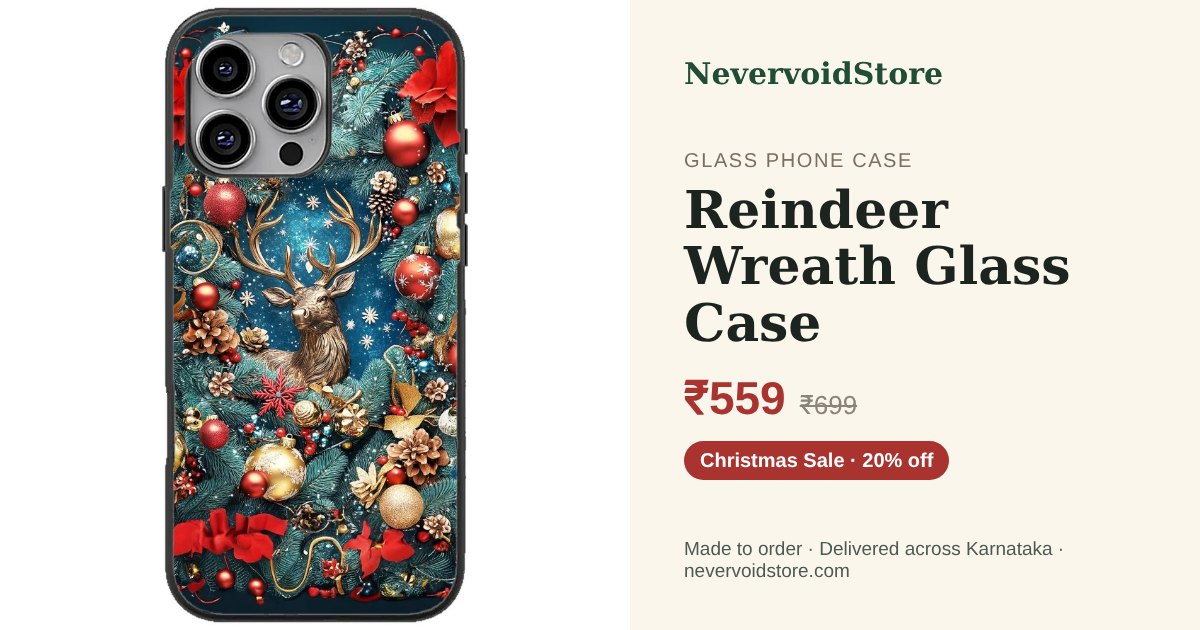 NevervoidStore
GLASS PHONE CASE
Reindeer
Wreath Glass
Case
₹559 ₹699
Christmas Sale · 20% off
Made to order · Delivered across Karnataka ·
nevervoidstore.com